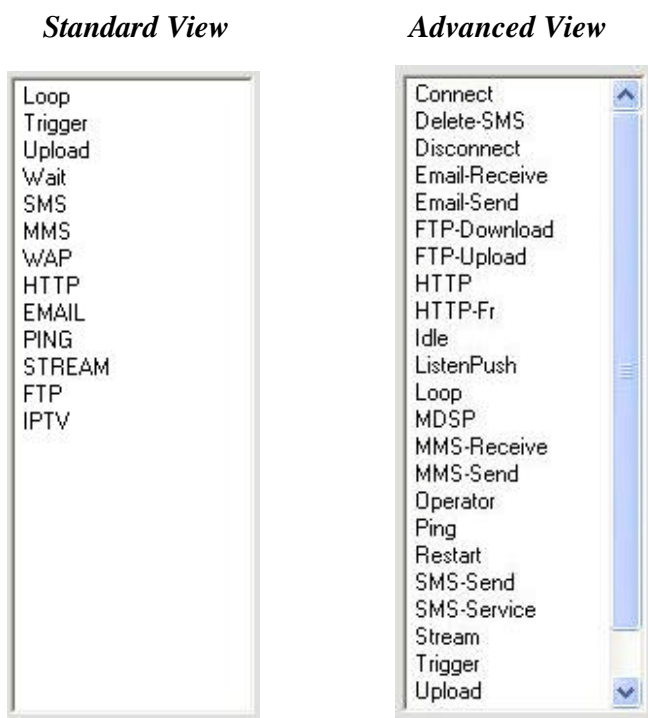 Standard View
Loop
Trigger
Upload
Wait
SMS
MMS
WAP
HTTP
EMAIL
PING
STREAM
FTP
IPTV
Advanced View
Connect
Delete-SMS
Disconnect
Email-Receive
Email-Send
FTP-Download
FTP-Upload
HTTP
HTTP-Fr
Idle
ListenPush
Loop
MDSP
MMS-Receive
MMS-Send
Operator
Ping
Restart
SMS-Send
SMS-Service
Stream
Trigger
Upload